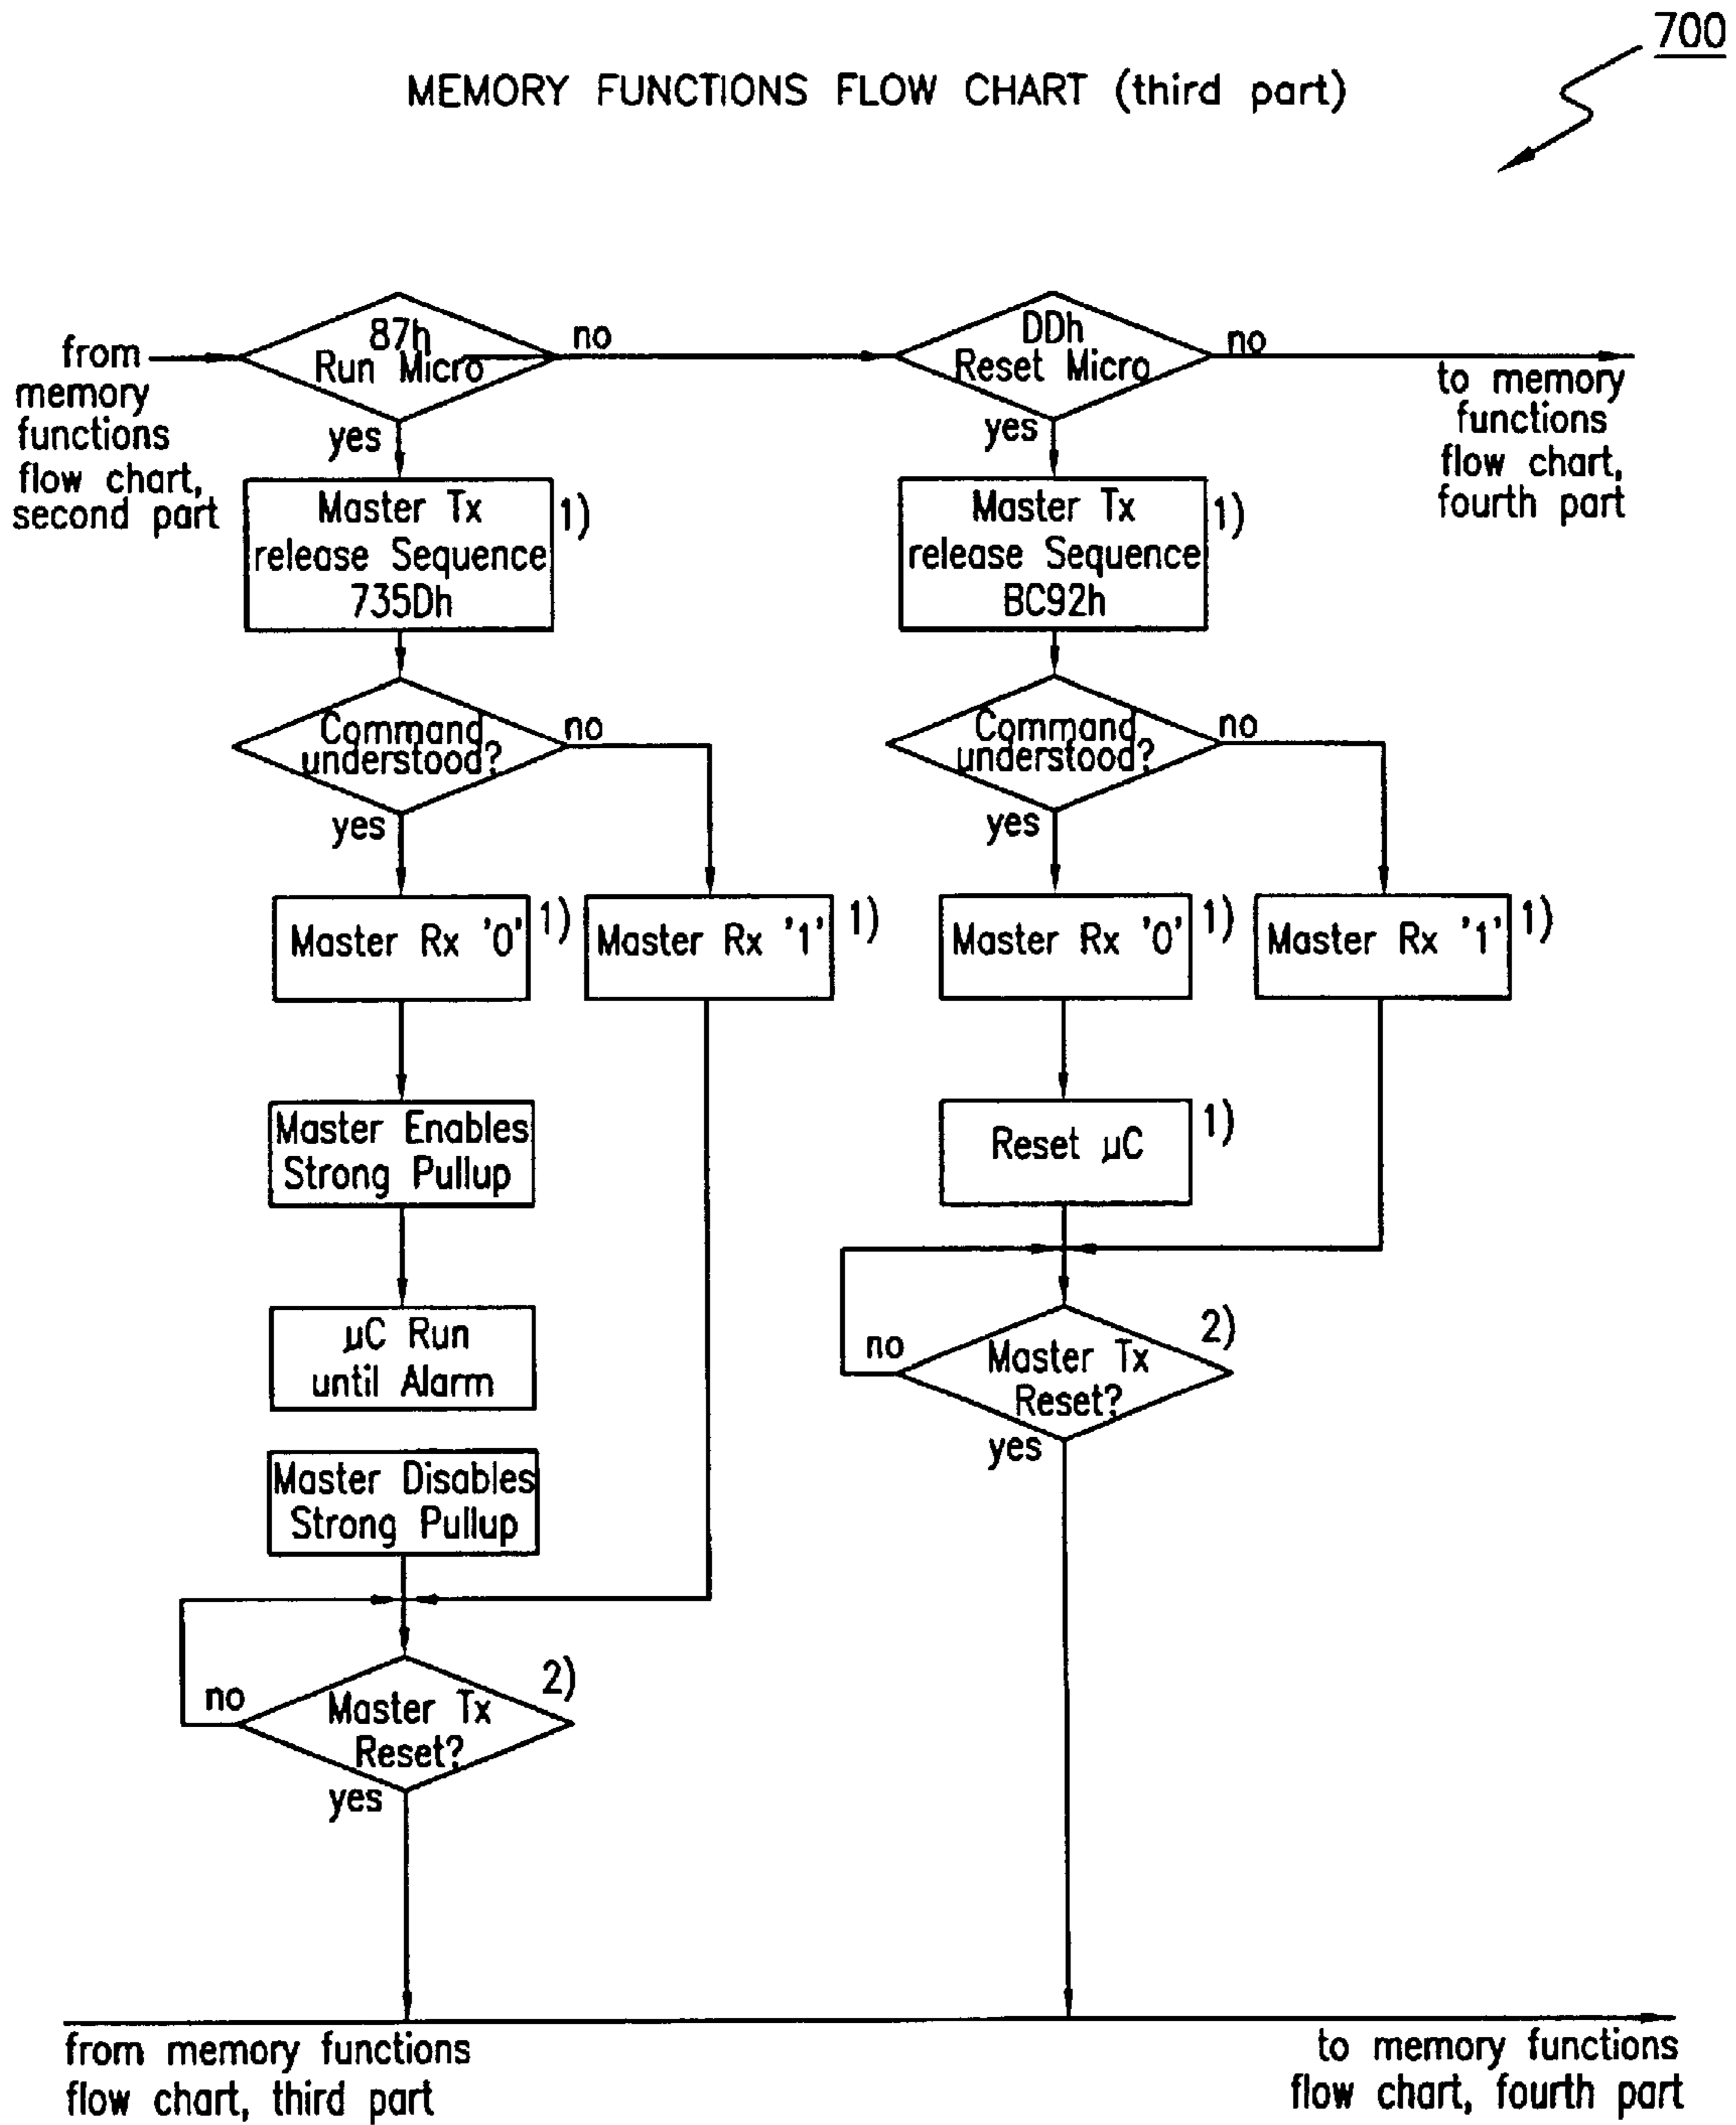 700
MEMORY FUNCTIONS FLOW CHART (third part)
from
memory
functions
flow chart,
second part
87h
Run Micro
no
yes
DDh
Reset Micro
no
yes
to memory
functions
flow chart,
fourth part
Master Tx
release Sequence
735Dh
1)
Master Tx
release Sequence
BC92h
1)
Command
understood?
no
yes
Command
understood?
no
yes
Master Rx '0'
1)
Master Rx '1'
1)
Master Rx '0'
1)
Master Rx '1'
1)
Master Enables
Strong Pullup
Reset µC
1)
µC Run
until Alarm
Master Tx
Reset?
2)
no
yes
Master Disables
Strong Pullup
Master Tx
Reset?
2)
no
yes
from memory functions
flow chart, third part
to memory functions
flow chart, fourth part